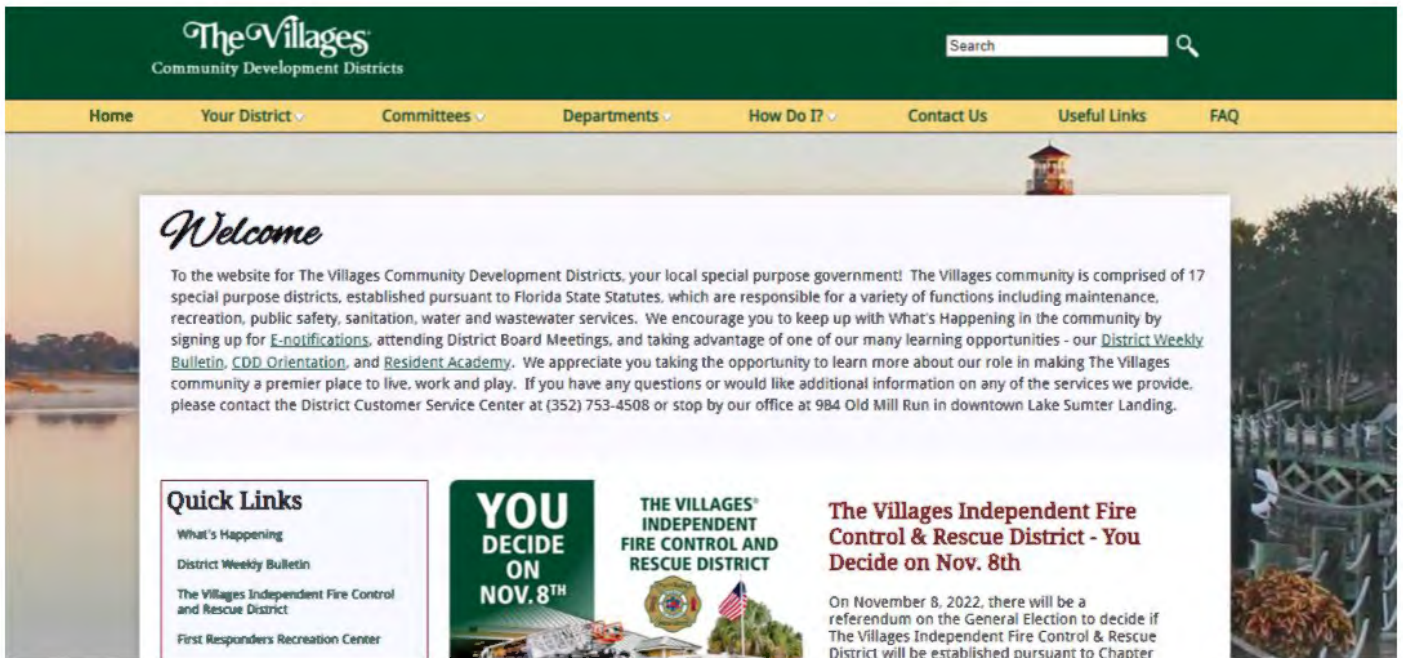 The Villages
Community Development Districts
Search
Home Your District Committees Departments How Do I? Contact Us Useful Links FAQ
Welcome
To the website for The Villages Community Development Districts, your local special purpose government! The Villages community is comprised of 17
special purpose districts, established pursuant to Florida State Statutes, which are responsible for a variety of functions including maintenance,
recreation, public safety, sanitation, water and wastewater services. We encourage you to keep up with What's Happening in the community by
signing up for E-notifications, attending District Board Meetings, and taking advantage of one of our many learning opportunities - our District Weekly
Bulletin, CDD Orientation, and Resident Academy. We appreciate you taking the opportunity to learn more about our role in making The Villages
community a premier place to live, work and play. If you have any questions or would like additional information on any of the services we provide,
please contact the District Customer Service Center at (352) 753-4508 or stop by our office at 984 Old Mill Run in downtown Lake Sumter Landing.
Quick Links
What's Happening
District Weekly Bulletin
The Villages Independent Fire Control
and Rescue District
First Responders Recreation Center
YOU
DECIDE
ON
NOV. 8TH
THE VILLAGES®
INDEPENDENT
FIRE CONTROL AND
RESCUE DISTRICT
The Villages Independent Fire
Control & Rescue District - You
Decide on Nov. 8th
On November 8, 2022, there will be a
referendum on the General Election to decide if
The Villages Independent Fire Control & Rescue
District will be established pursuant to Chapter